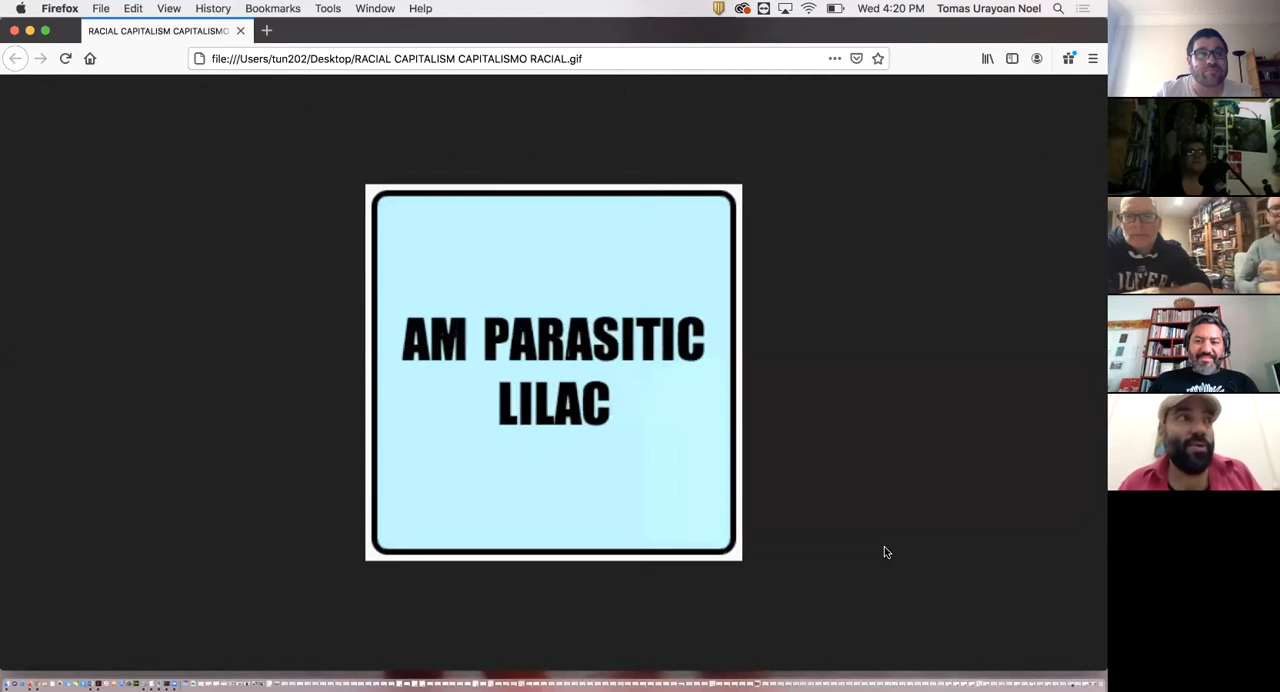 Firefox File Edit View History Bookmarks Tools Window Help Wed 4:20 PM Tomas Urayoan Noel
RACIAL CAPITALISM CAPITALISMO
file:///Users/tun202/Desktop/RACIAL CAPITALISM CAPITALISMO RACIAL.gif
AM PARASITIC
LILAC